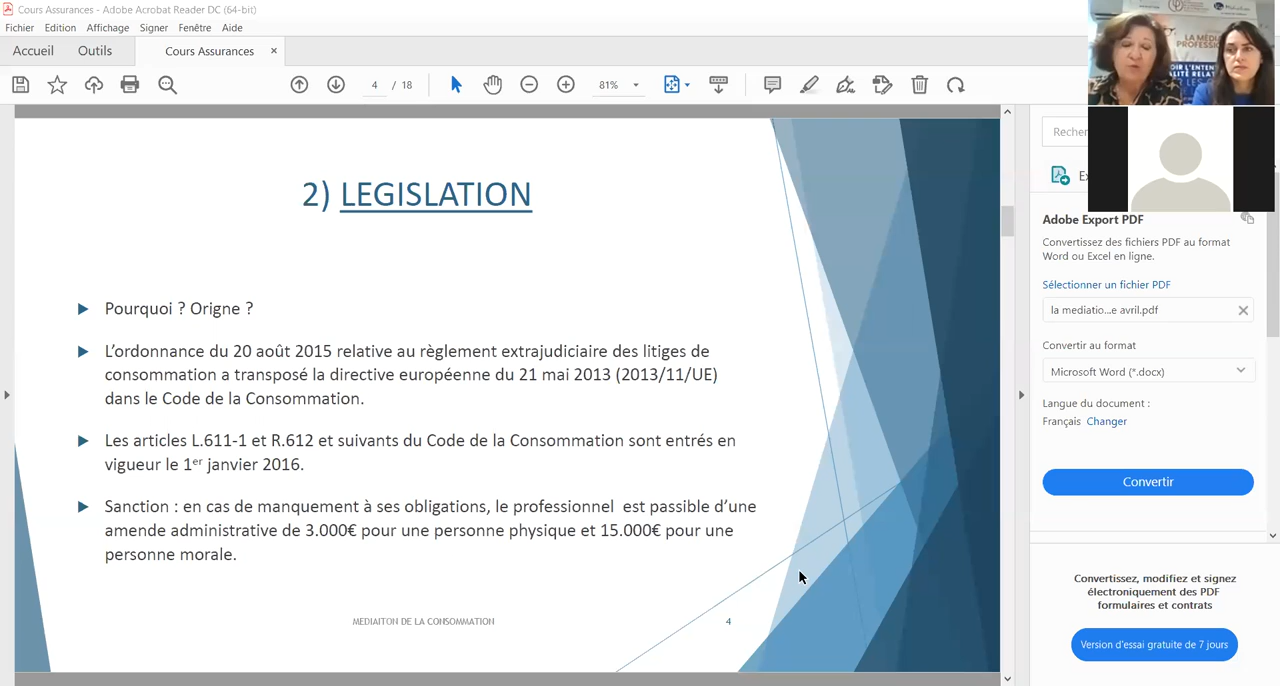 Cours Assurances - Adobe Acrobat Reader DC (64-bit)
Fichier Edition Affichage Signer Fenêtre Aide
Accueil Outils Cours Assurances ×
4 / 18 81%
2) LEGISLATION
Pourquoi ? Origne ?
L'ordonnance du 20 août 2015 relative au règlement extrajudiciaire des litiges de
consommation a transposé la directive européenne du 21 mai 2013 (2013/11/UE)
dans le Code de la Consommation.
Les articles L.611-1 et R.612 et suivants du Code de la Consommation sont entrés en
vigueur le 1er janvier 2016.
Sanction : en cas de manquement à ses obligations, le professionnel est passible d'une
amende administrative de 3.000€ pour une personne physique et 15.000€ pour une
personne morale.
MEDIAITON DE LA CONSOMMATION
4
Recher
Ex
Adobe Export PDF
Convertissez des fichiers PDF au format
Word ou Excel en ligne.
Sélectionner un fichier PDF
la mediatio...e avril.pdf
Convertir au format
Microsoft Word (*.docx)
Langue du document :
Français Changer
Convertir
Convertissez, modifiez et signez
électroniquement des PDF
formulaires et contrats
Version d'essai gratuite de 7 jours